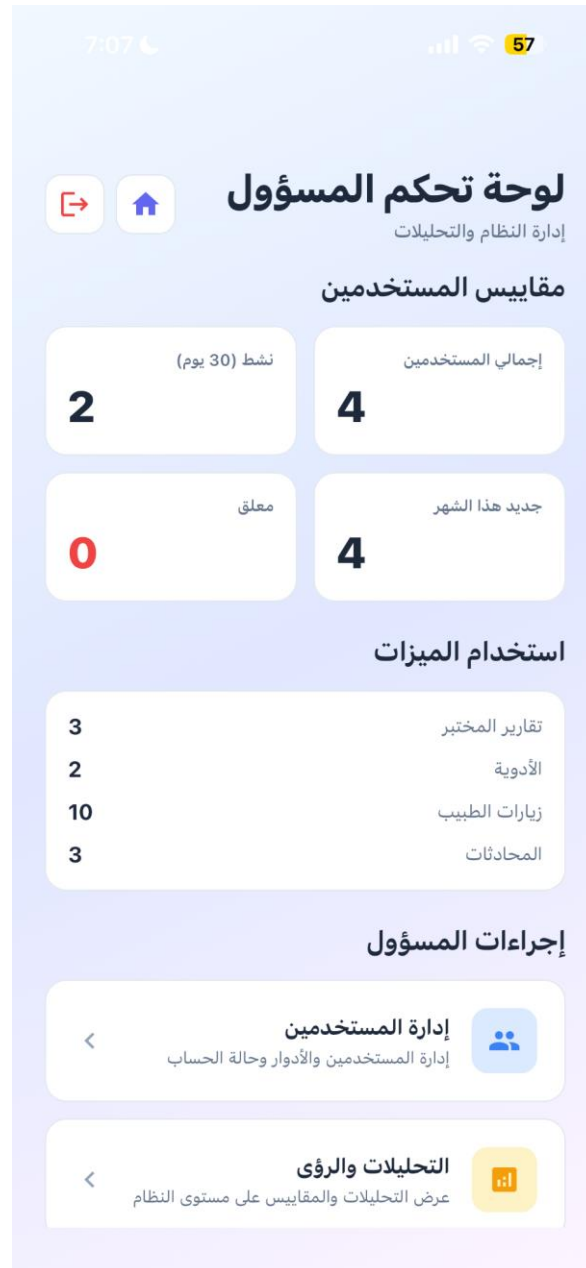 7:07
57
لوحة تحكم المسؤول
إدارة النظام والتحليلات
مقاييس المستخدمين
إجمالي المستخدمين
4
نشط (30 يوم)
2
جديد هذا الشهر
4
معلق
0
استخدام الميزات
تقارير المختبر 3
الأدوية 2
زيارات الطبيب 10
المحادثات 3
إجراءات المسؤول
إدارة المستخدمين
إدارة المستخدمين والأدوار وحالة الحساب
التحليلات والرؤى
عرض التحليلات والمقاييس على مستوى النظام